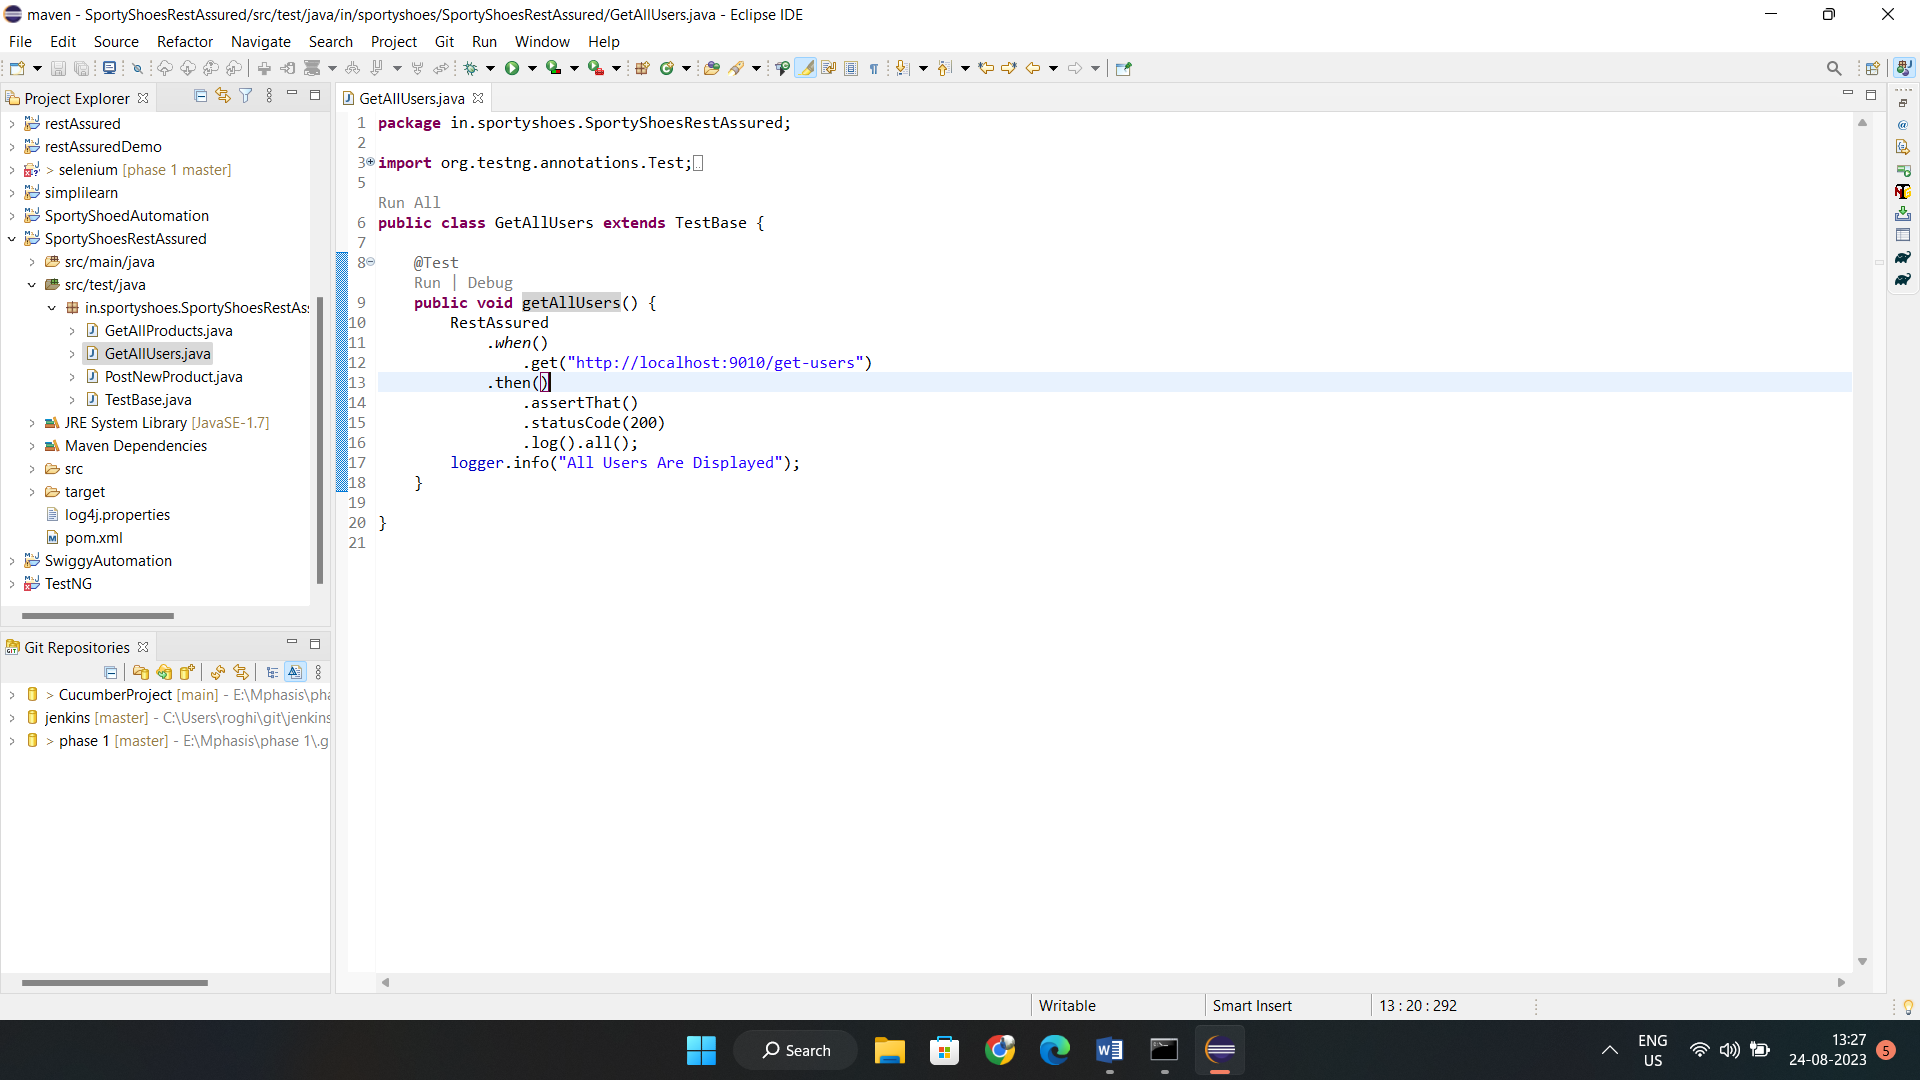 maven - SportyShoesRestAssured/src/test/java/in/sportyshoes/SportyShoesRestAssured/GetAllUsers.java - Eclipse IDE
File Edit Source Refactor Navigate Search Project Git Run Window Help
Project Explorer
restAssured
restAssuredDemo
> selenium [phase 1 master]
simplilearn
SportyShoedAutomation
SportyShoesRestAssured
src/main/java
src/test/java
in.sportyshoes.SportyShoesRestAs
GetAllProducts.java
GetAllUsers.java
PostNewProduct.java
TestBase.java
JRE System Library [JavaSE-1.7]
Maven Dependencies
src
target
log4j.properties
pom.xml
SwiggyAutomation
TestNG
Git Repositories
> CucumberProject [main] - E:\Mphasis\pha
jenkins [master] - C:\Users\roghi\git\jenkins
> phase 1 [master] - E:\Mphasis\phase 1\.g
GetAllUsers.java
1 package in.sportyshoes.SportyShoesRestAssured;
2
3 import org.testng.annotations.Test;
5
Run All
6 public class GetAllUsers extends TestBase {
7
8 @Test
Run | Debug
9 public void getAllUsers() {
10 RestAssured
11 .when()
12 .get("http://localhost:9010/get-users")
13 .then()
14 .assertThat()
15 .statusCode(200)
16 .log().all();
17 logger.info("All Users Are Displayed");
18 }
19
20 }
21
Writable Smart Insert 13 : 20 : 292
Search
ENG
US
13:27
24-08-2023
5